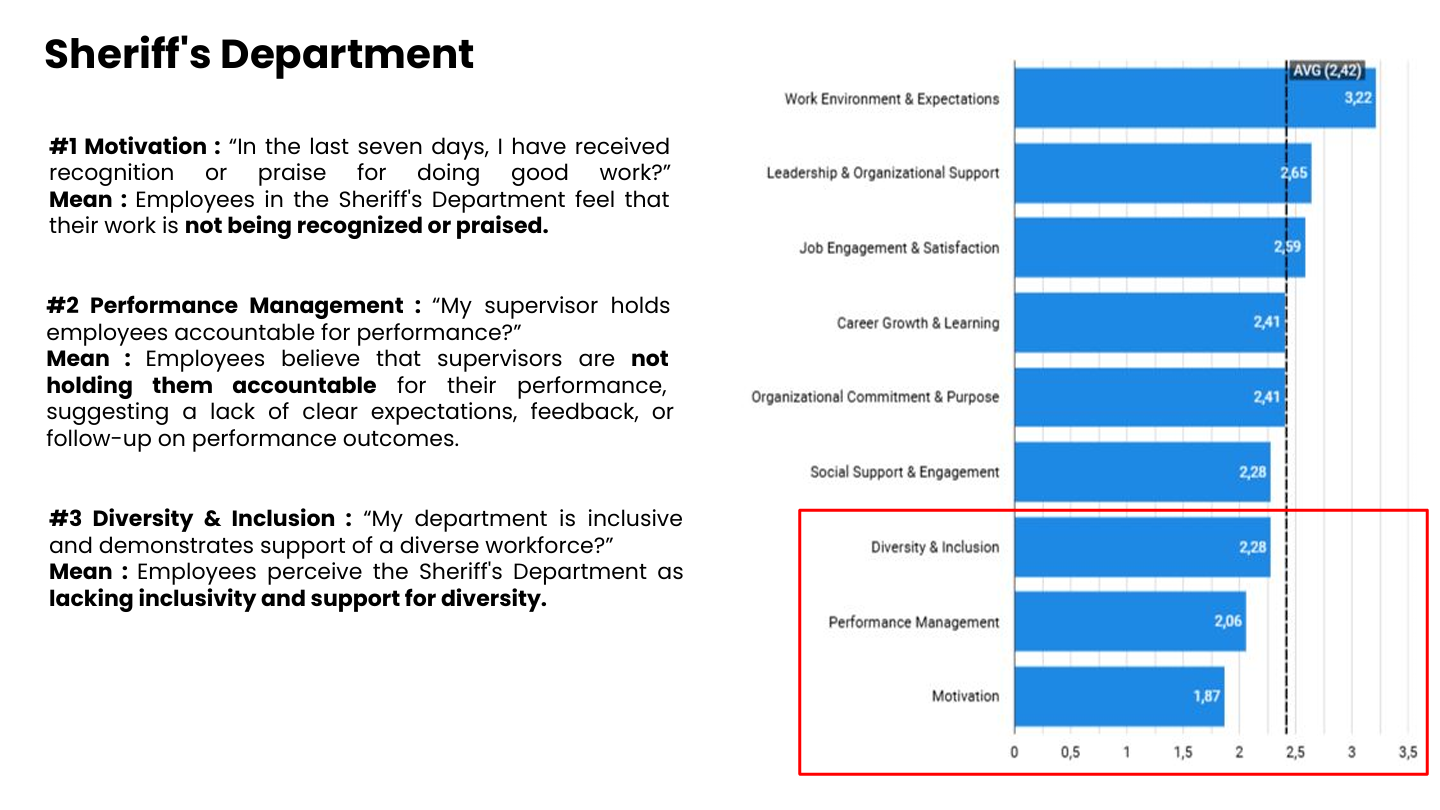 Sheriff's Department
#1 Motivation : “In the last seven days, I have received
recognition or praise for doing good work?”
Mean : Employees in the Sheriff's Department feel that
their work is not being recognized or praised.
#2 Performance Management : “My supervisor holds
employees accountable for performance?”
Mean : Employees believe that supervisors are not
holding them accountable for their performance,
suggesting a lack of clear expectations, feedback, or
follow-up on performance outcomes.
#3 Diversity & Inclusion : “My department is inclusive
and demonstrates support of a diverse workforce?”
Mean : Employees perceive the Sheriff's Department as
lacking inclusivity and support for diversity.
AVG (2,42)
Work Environment & Expectations 3,22
Leadership & Organizational Support 2,65
Job Engagement & Satisfaction 2,59
Career Growth & Learning 2,41
Organizational Commitment & Purpose 2,41
Social Support & Engagement 2,28
Diversity & Inclusion 2,28
Performance Management 2,06
Motivation 1,87
0 0,5 1 1,5 2 2,5 3 3,5